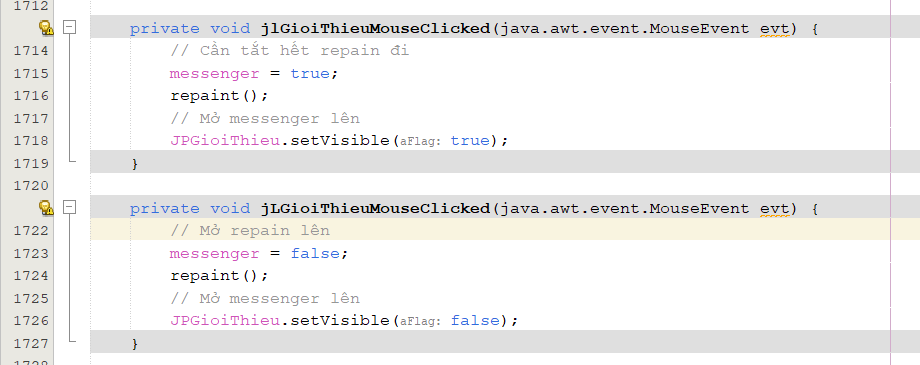 1712
private void jlGioiThieuMouseClicked(java.awt.event.MouseEvent evt) {
1714 // Cần tắt hết repain đi
1715 messenger = true;
1716 repaint();
1717 // Mở messenger lên
1718 JPGioiThieu.setVisible(aFlag: true);
1719 }
1720
private void jLGioiThieuMouseClicked(java.awt.event.MouseEvent evt) {
1722 // Mở repain lên
1723 messenger = false;
1724 repaint();
1725 // Mở messenger lên
1726 JPGioiThieu.setVisible(aFlag: false);
1727 }
1728